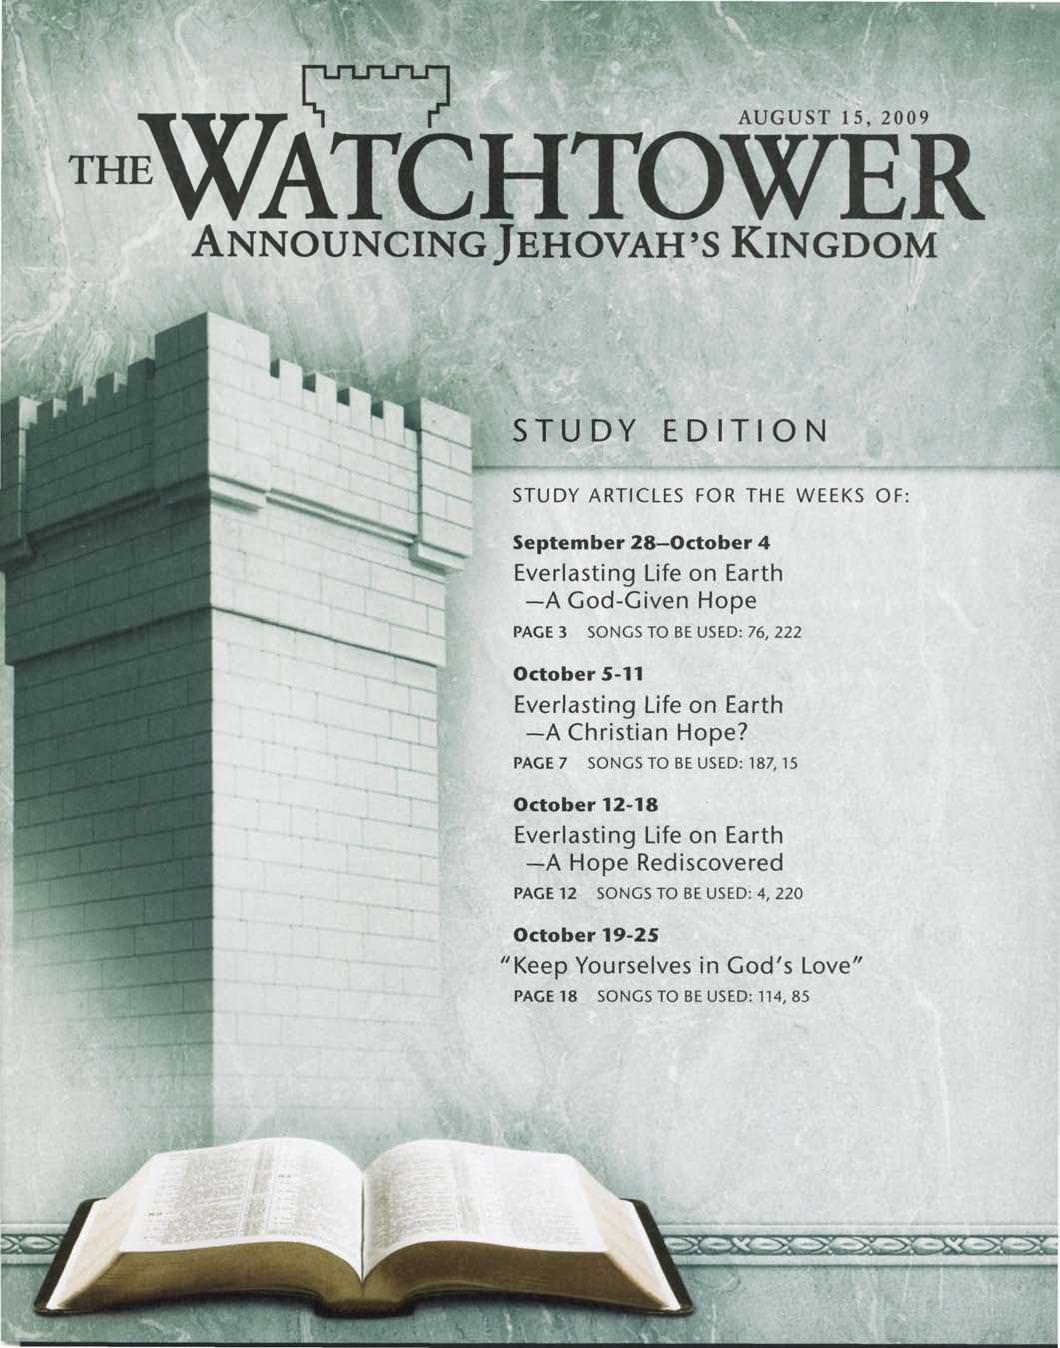 AUGUST 15, 2009
THE WATCHTOWER
ANNOUNCING JEHOVAH'S KINGDOM
STUDY EDITION
STUDY ARTICLES FOR THE WEEKS OF:
September 28–October 4
Everlasting Life on Earth
—A God-Given Hope
PAGE 3 SONGS TO BE USED: 76, 222
October 5-11
Everlasting Life on Earth
—A Christian Hope?
PAGE 7 SONGS TO BE USED: 187, 15
October 12-18
Everlasting Life on Earth
—A Hope Rediscovered
PAGE 12 SONGS TO BE USED: 4, 220
October 19-25
"Keep Yourselves in God's Love"
PAGE 18 SONGS TO BE USED: 114, 85